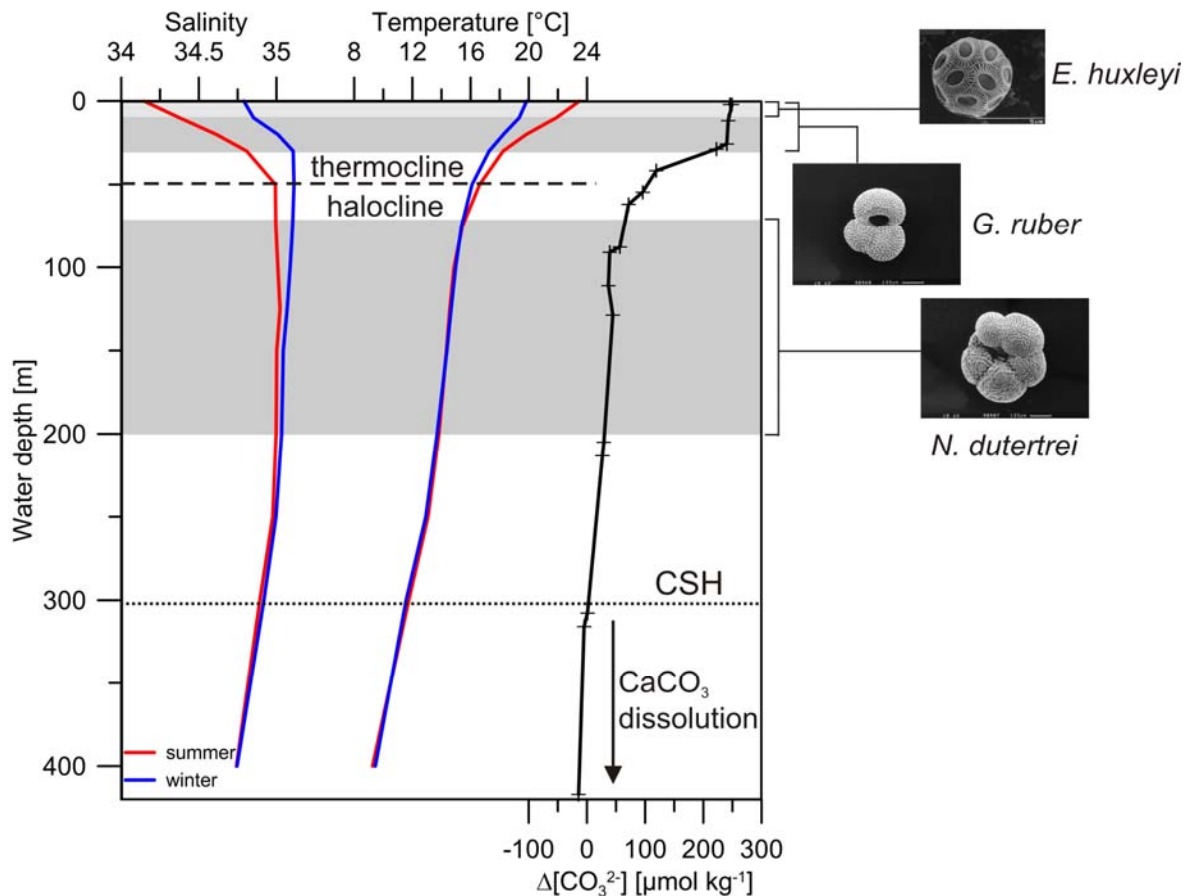 Salinity Temperature [°C]
34 34.5 35 8 12 16 20 24
E. huxleyi
0
thermocline
halocline
G. ruber
100
N. dutertrei
200
Water depth [m]
300
CSH
CaCO₃
dissolution
summer
winter
400
-100 0 100 200 300
Δ[CO₃²⁻] [µmol kg⁻¹]